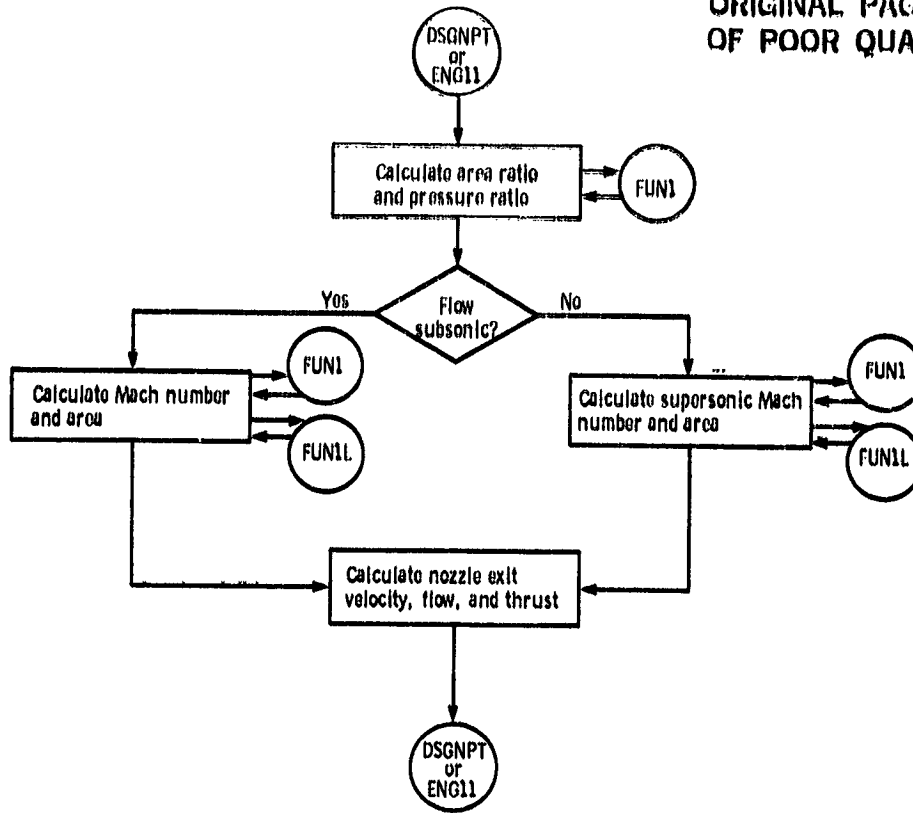 ORIGINAL PAG
OF POOR QUA
DSGNPT
or
ENG11
Calculate area ratio
and pressure ratio
FUN1
Flow
subsonic?
Yes
No
Calculate Mach number
and area
FUN1
FUN1L
Calculate supersonic Mach
number and area
FUN1
FUN1L
Calculate nozzle exit
velocity, flow, and thrust
DSGNPT
or
ENG11